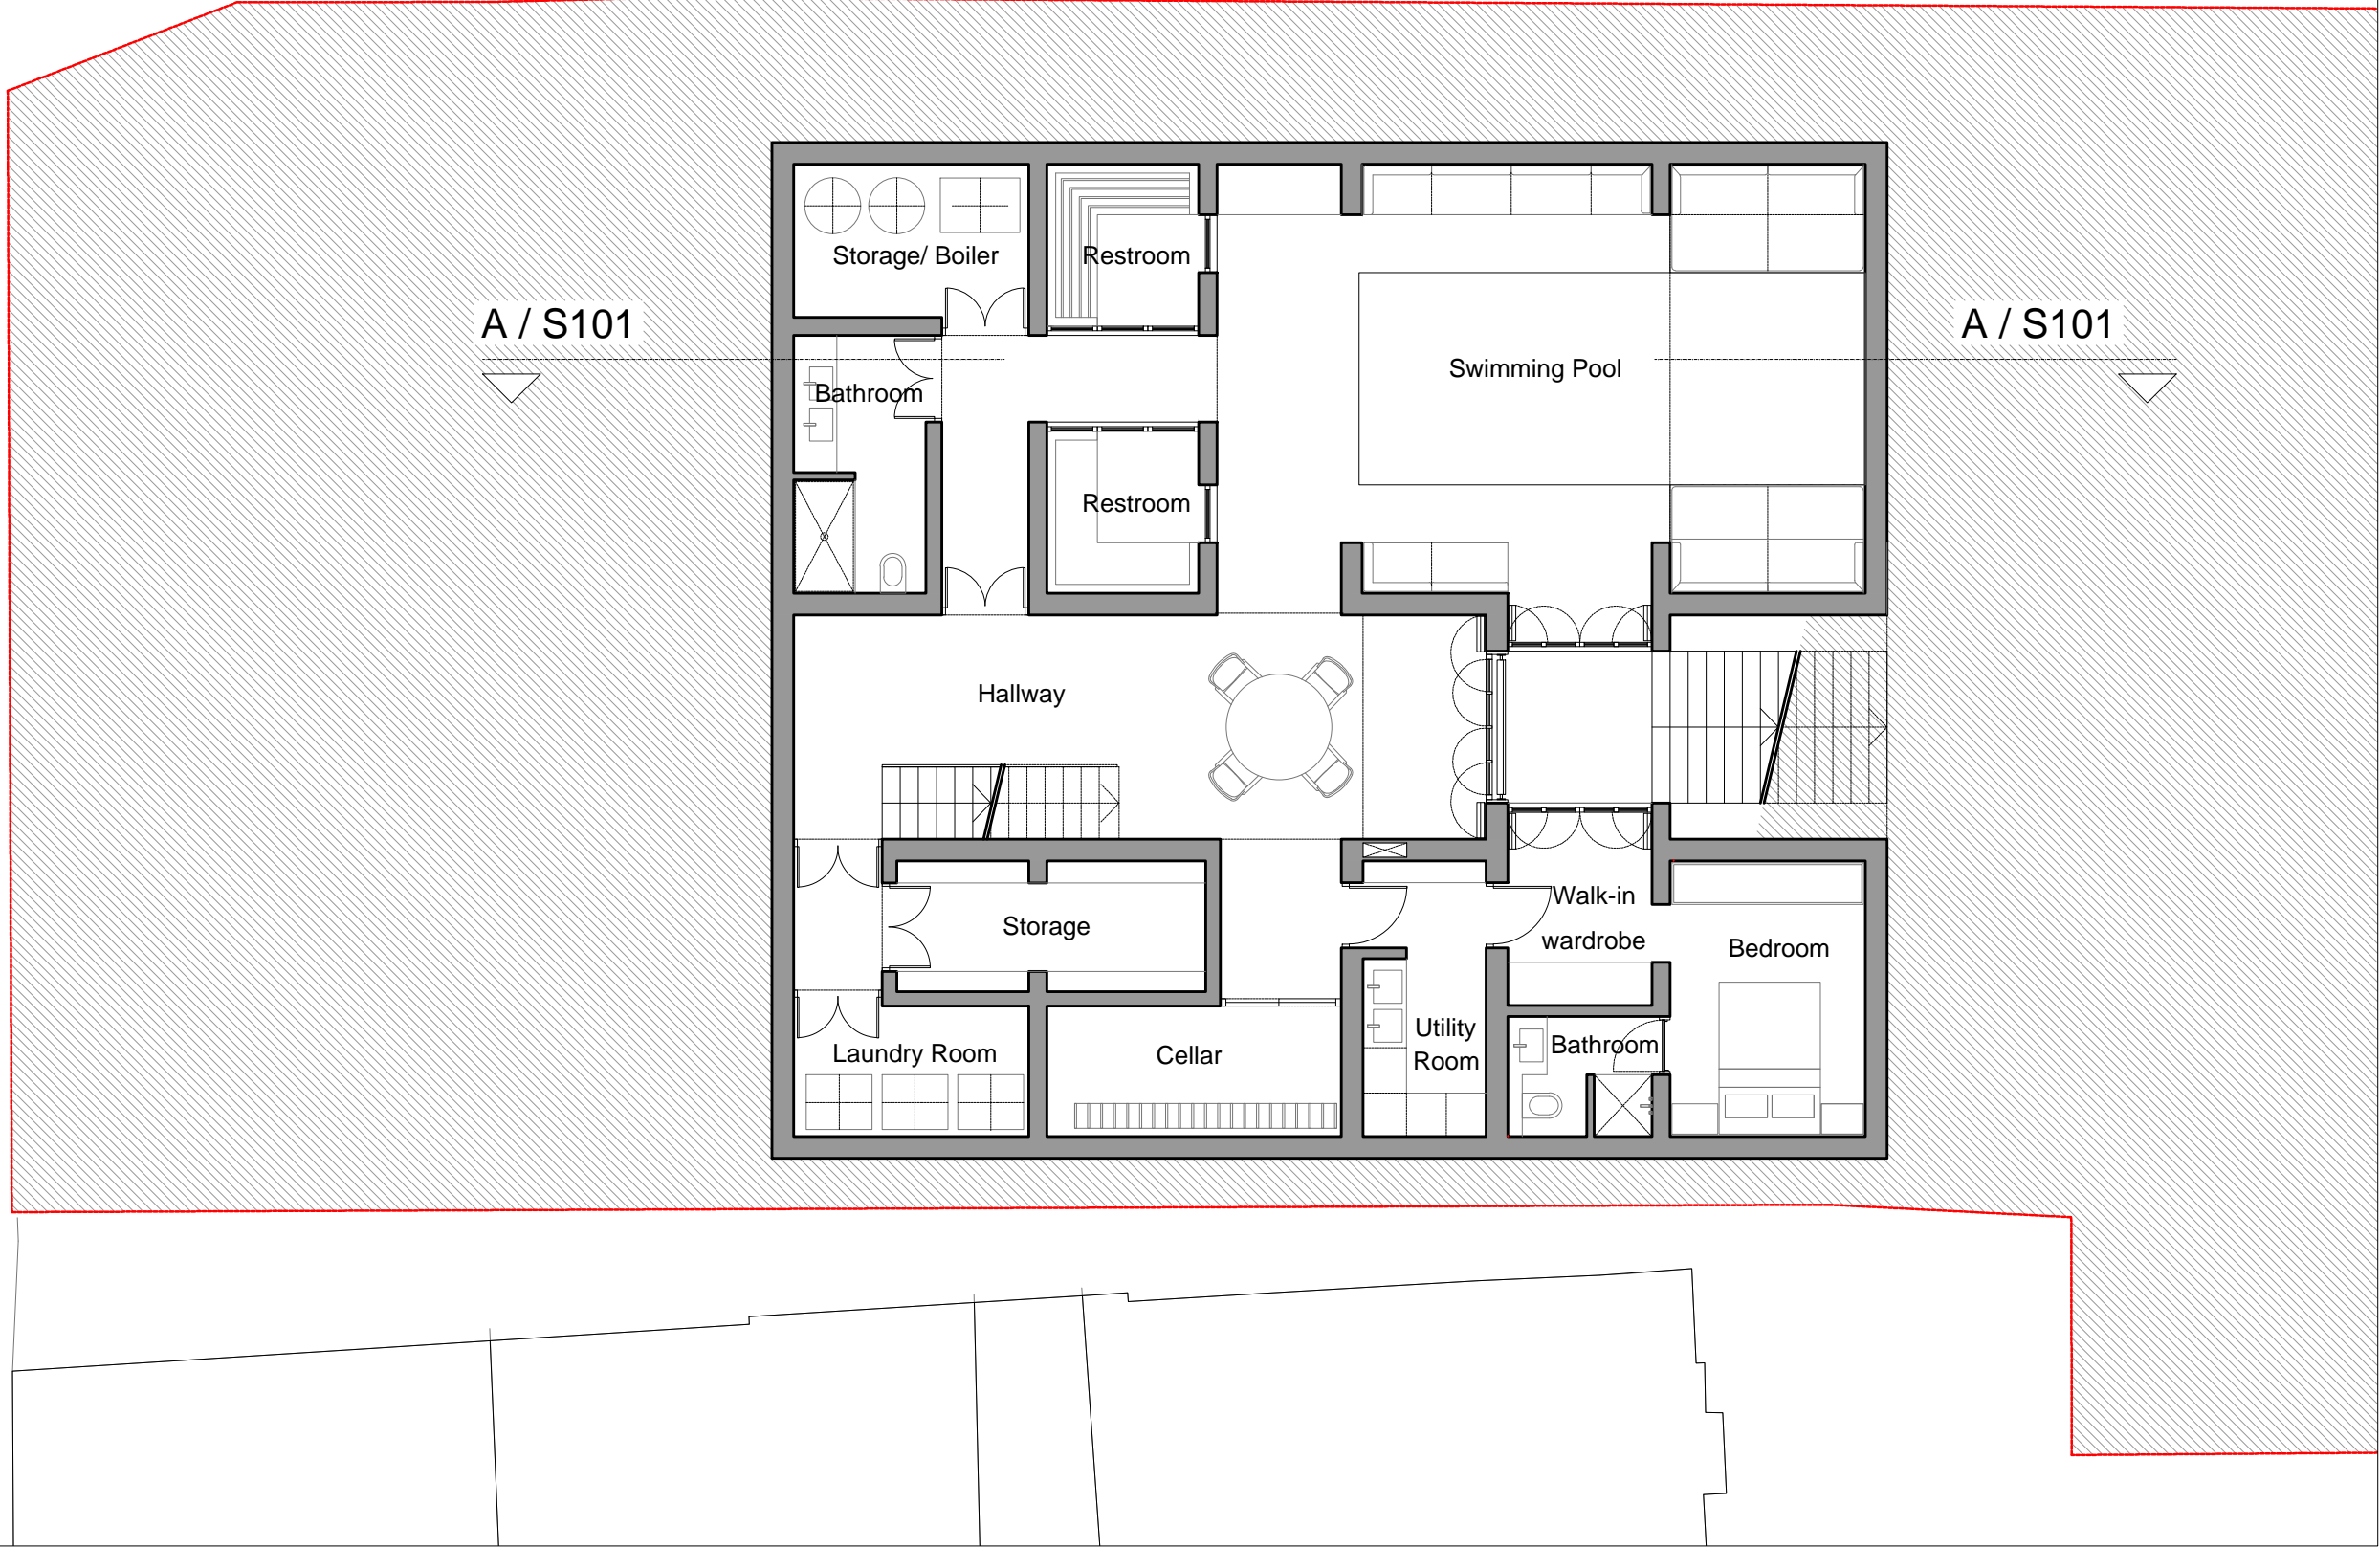 Storage/ Boiler
Restroom
A / S101
A / S101
Swimming Pool
Bathroom
Restroom
Hallway
Walk-in
wardrobe
Storage
Bedroom
Utility
Room
Bathroom
Laundry Room
Cellar